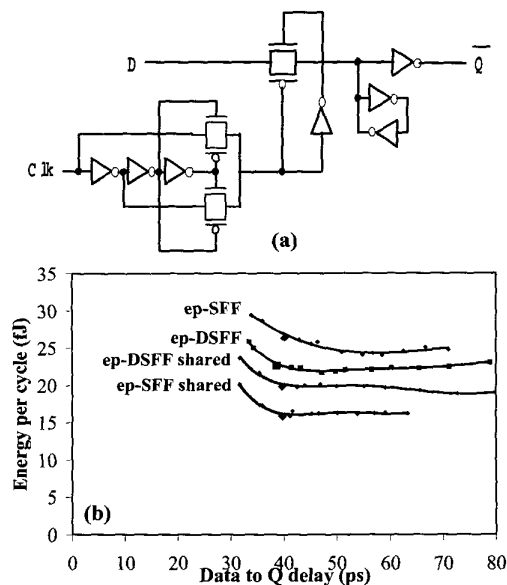 D
Q
Clk
(a)
35
30
25
20
15
10
5
0
Energy per cycle (fJ)
ep-SFF
ep-DSFF
ep-DSFF shared
ep-SFF shared
(b)
0 10 20 30 40 50 60 70 80
Data to Q delay (ps)